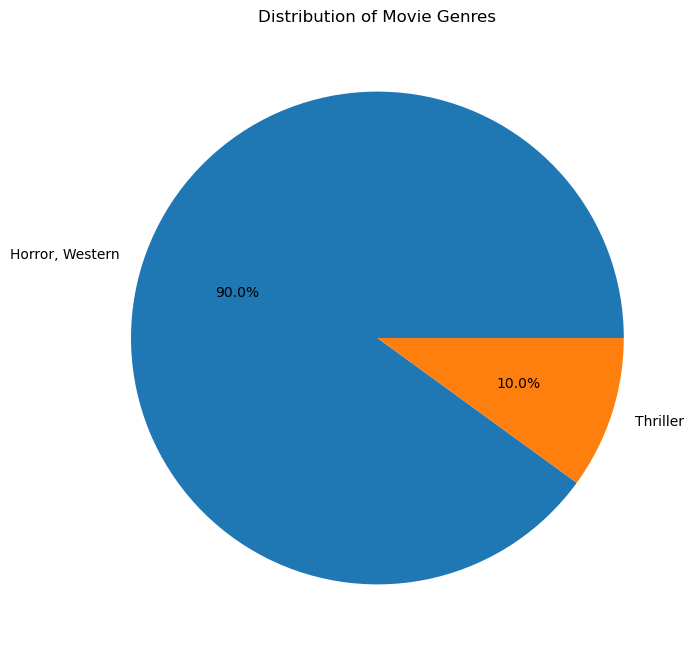 Distribution of Movie Genres
Horror, Western
90.0%
10.0%
Thriller